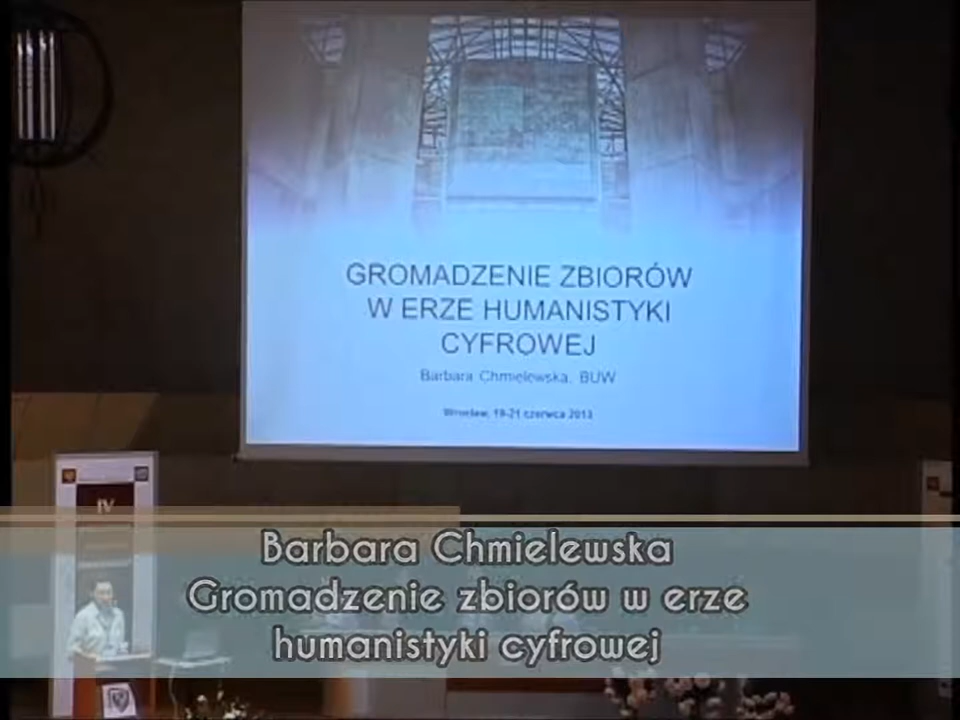 GROMADZENIE ZBIORÓW
W ERZE HUMANISTYKI
CYFROWEJ
Barbara Chmielewska, BUW
Wrocław, 19-21 czerwca 2013
IV
Barbara Chmielewska
Gromadzenie zbiorów w erze
humanistyki cyfrowej